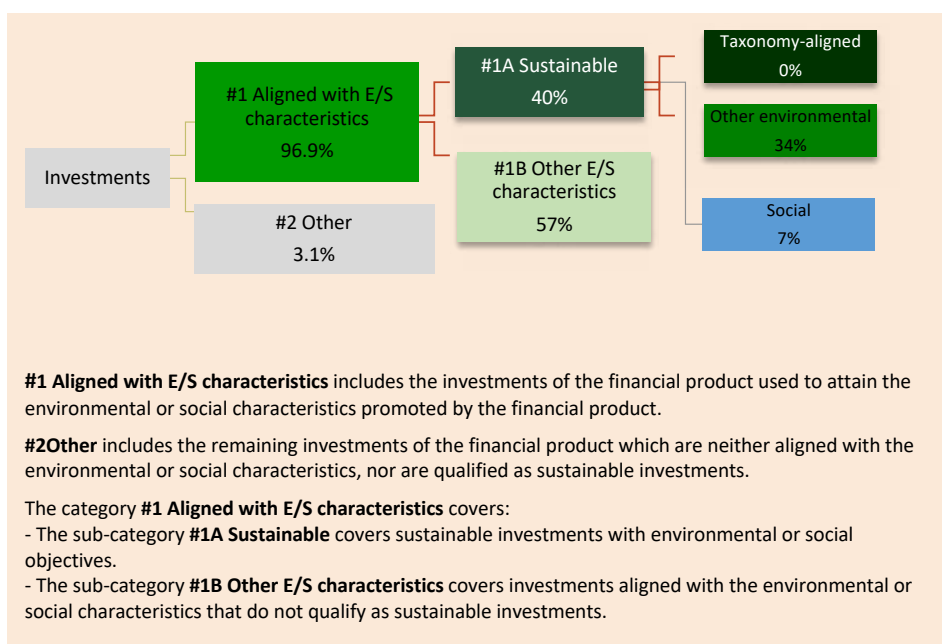 Investments
#1 Aligned with E/S
characteristics
96.9%
#2 Other
3.1%
#1A Sustainable
40%
#1B Other E/S
characteristics
57%
Taxonomy-aligned
0%
Other environmental
34%
Social
7%
#1 Aligned with E/S characteristics includes the investments of the financial product used to attain the
environmental or social characteristics promoted by the financial product.
#2Other includes the remaining investments of the financial product which are neither aligned with the
environmental or social characteristics, nor are qualified as sustainable investments.
The category #1 Aligned with E/S characteristics covers:
- The sub-category #1A Sustainable covers sustainable investments with environmental or social
objectives.
- The sub-category #1B Other E/S characteristics covers investments aligned with the environmental or
social characteristics that do not qualify as sustainable investments.